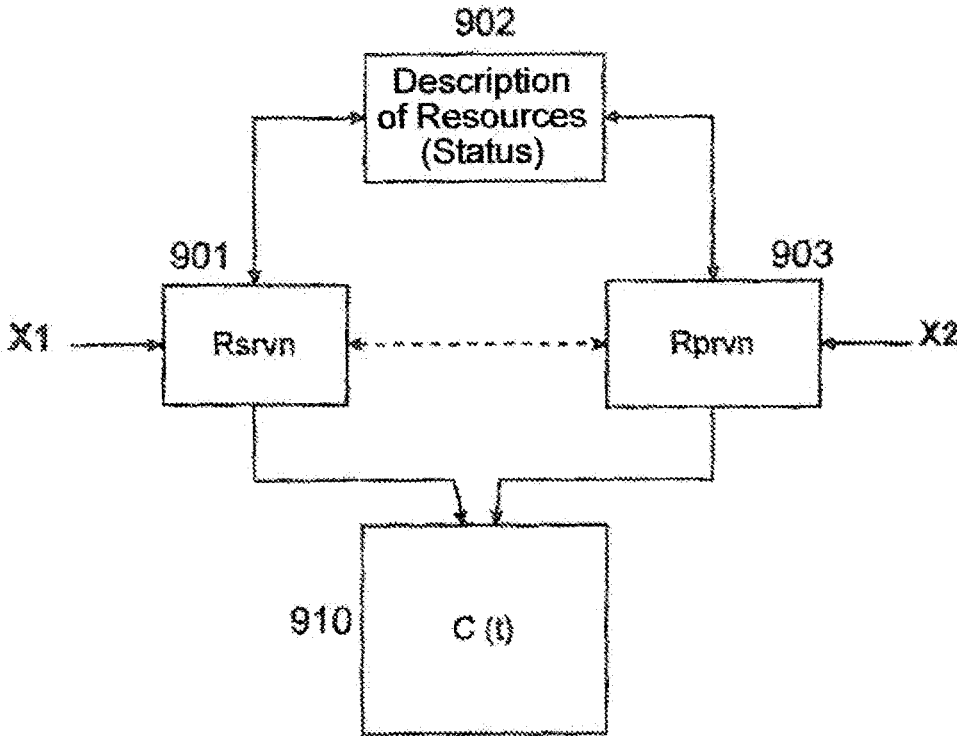 902
Description
of Resources
(Status)
901
903
X1
Rsrvn
Rprvn
X2
910
C (t)